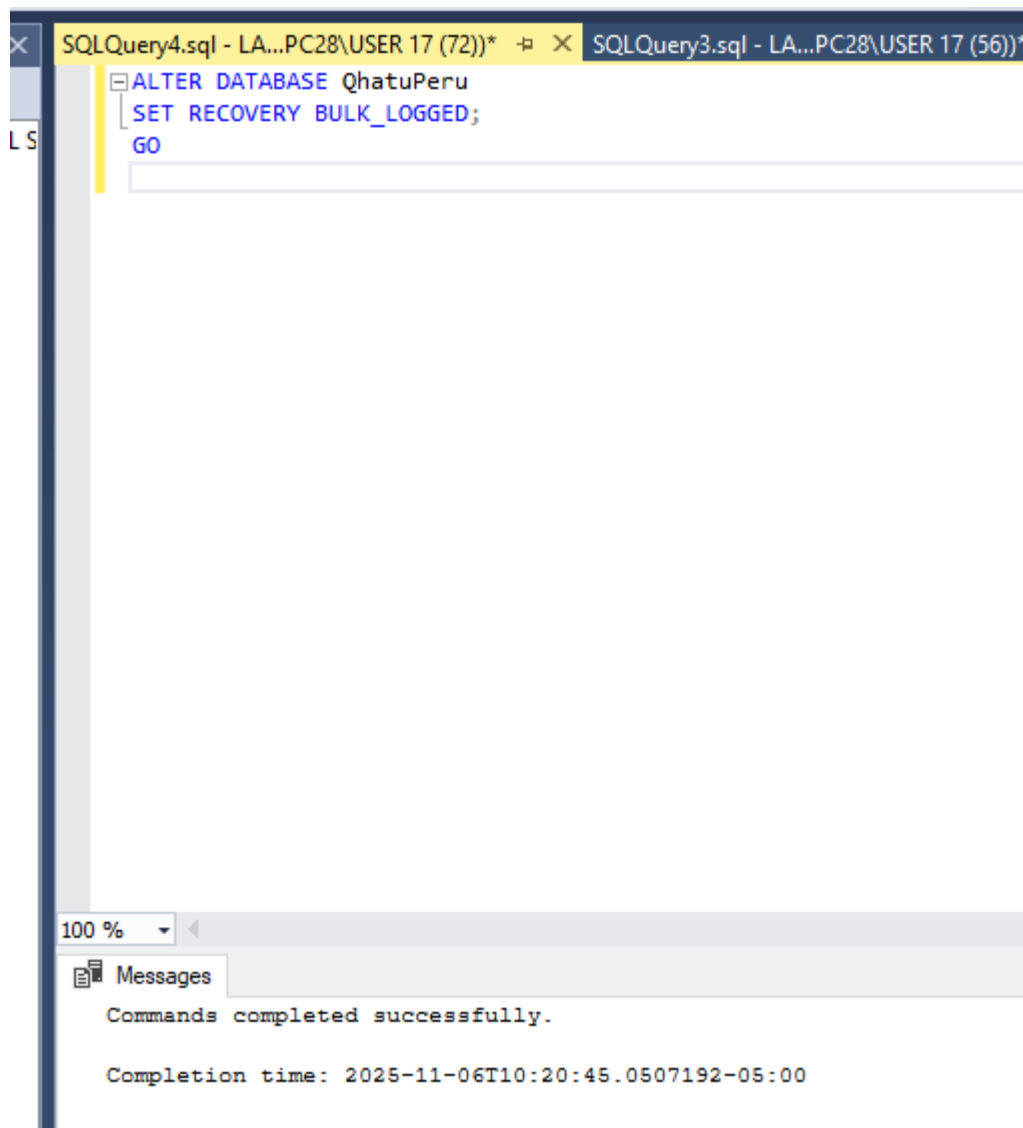 SQLQuery4.sql - LA...PC28\USER 17 (72))* SQLQuery3.sql - LA...PC28\USER 17 (56))*
ALTER DATABASE QhatuPeru
SET RECOVERY BULK_LOGGED;
L S
GO
100 %
Messages
Commands completed successfully.
Completion time: 2025-11-06T10:20:45.0507192-05:00